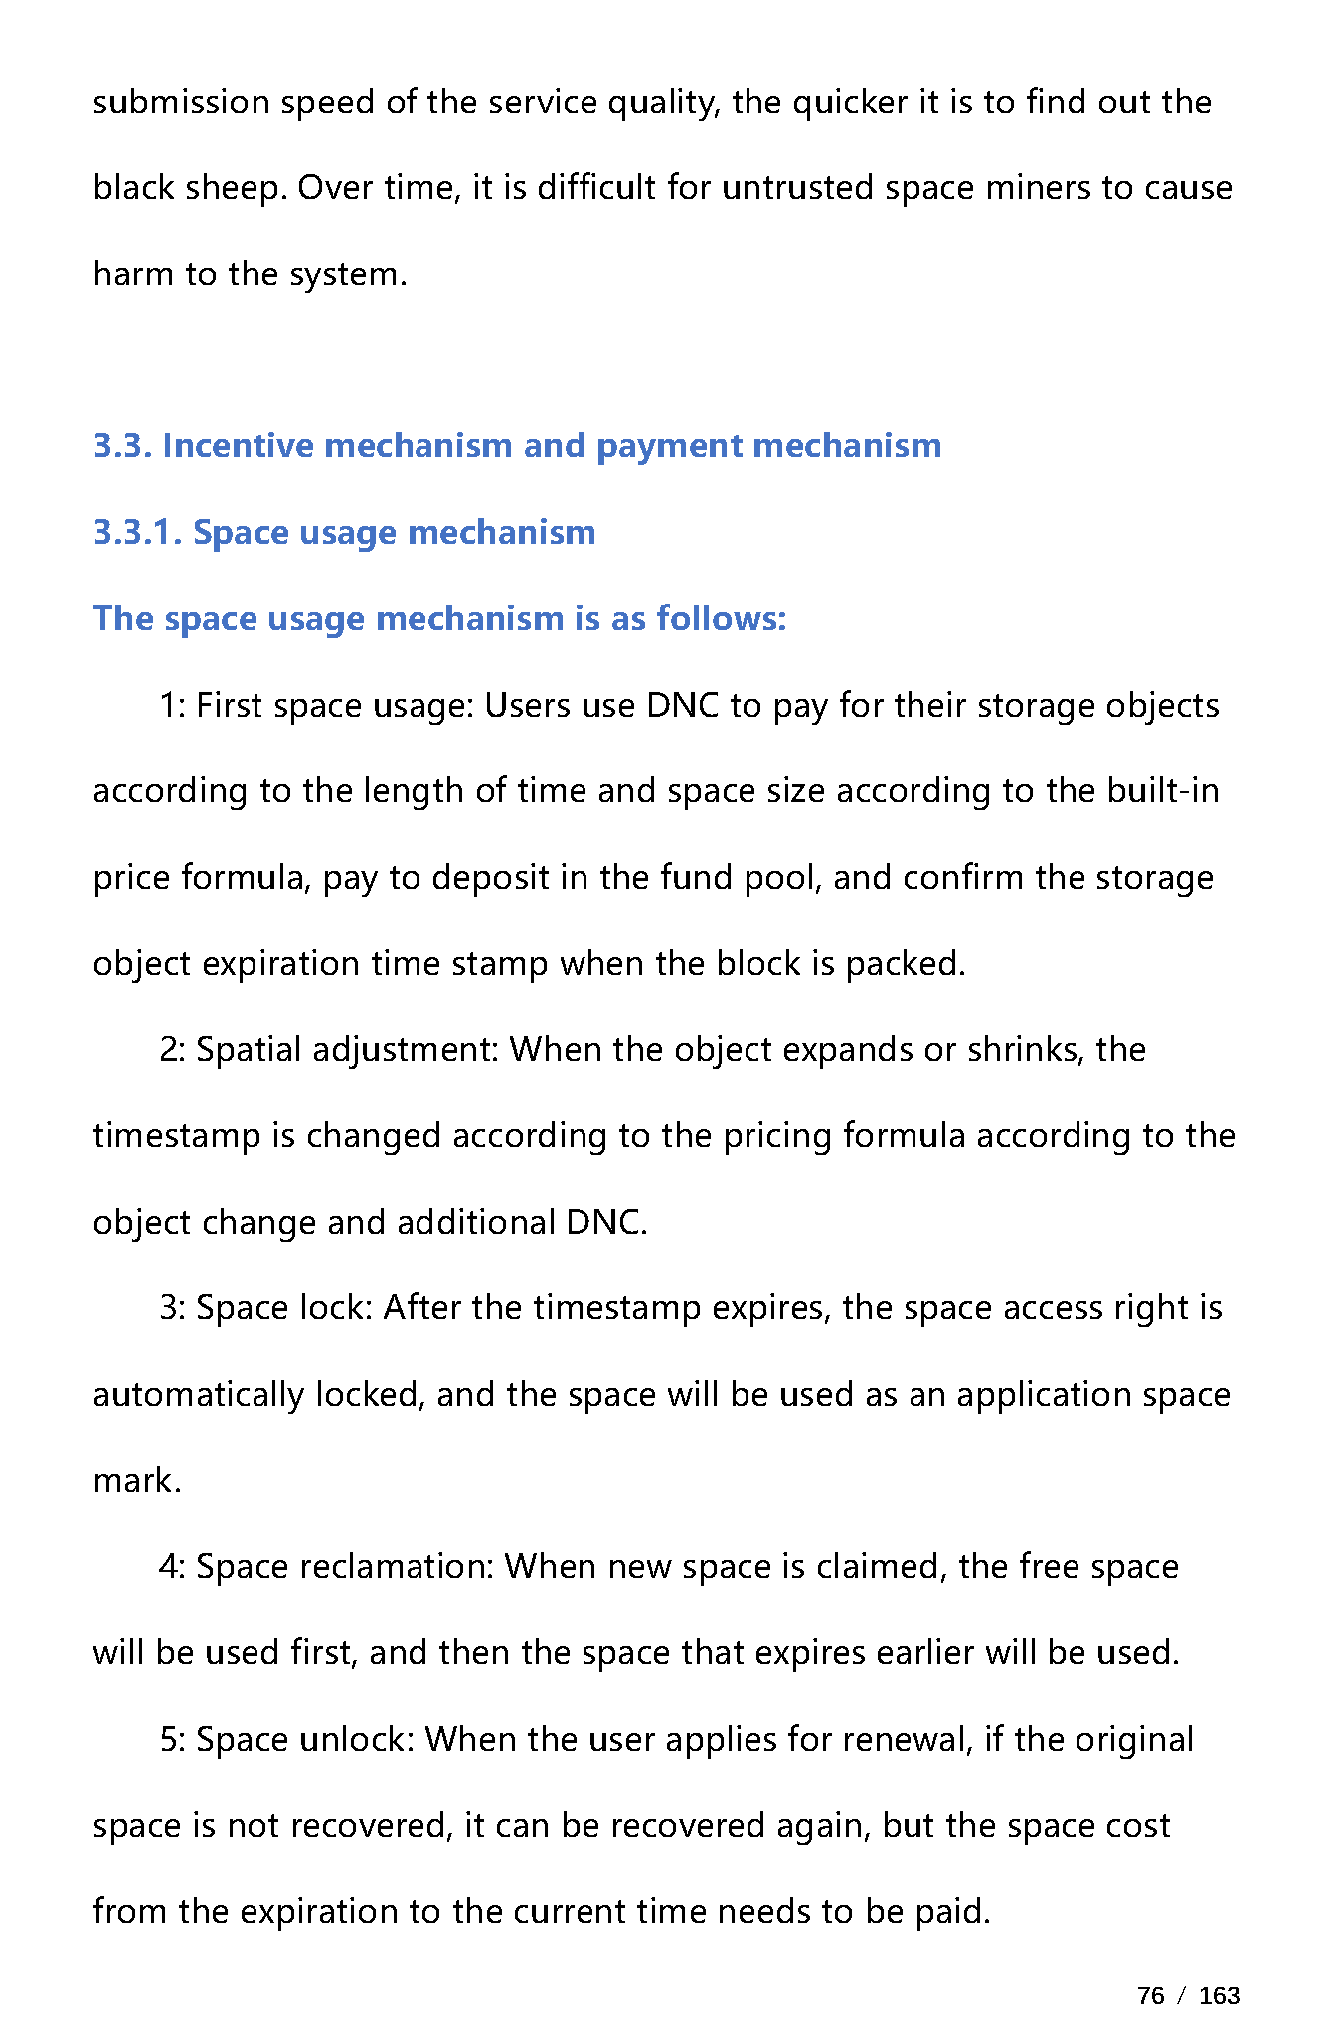 submission speed of the service quality, the quicker it is to find out the
black sheep. Over time, it is difficult for untrusted space miners to cause
harm to the system.
3.3. Incentive mechanism and payment mechanism
3.3.1. Space usage mechanism
The space usage mechanism is as follows:
1: First space usage: Users use DNC to pay for their storage objects
according to the length of time and space size according to the built-in
price formula, pay to deposit in the fund pool, and confirm the storage
object expiration time stamp when the block is packed.
2: Spatial adjustment: When the object expands or shrinks, the
timestamp is changed according to the pricing formula according to the
object change and additional DNC.
3: Space lock: After the timestamp expires, the space access right is
automatically locked, and the space will be used as an application space
mark.
4: Space reclamation: When new space is claimed, the free space
will be used first, and then the space that expires earlier will be used.
5: Space unlock: When the user applies for renewal, if the original
space is not recovered, it can be recovered again, but the space cost
from the expiration to the current time needs to be paid.
76 / 163